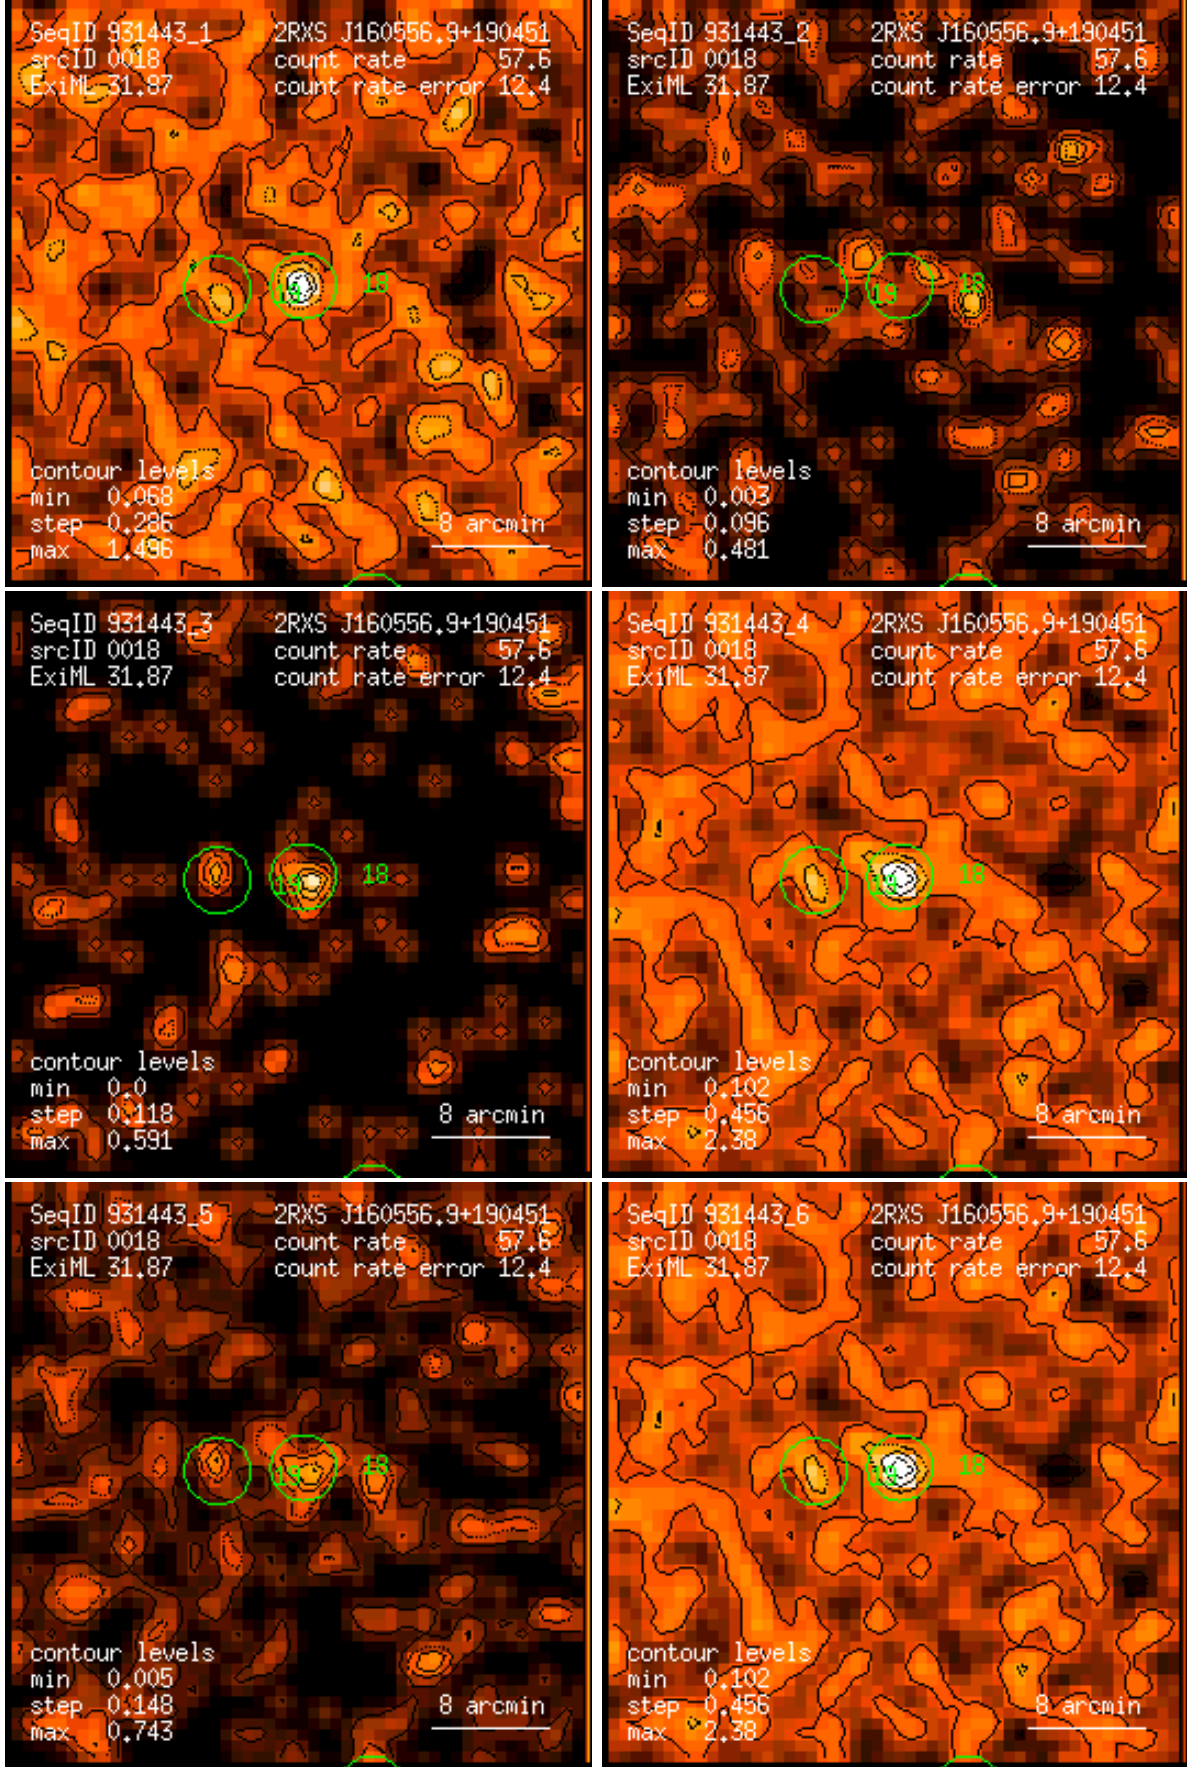 SeqID 931443_1 2RXS J160556.9+190451
srcID 0018 count rate 57.6
ExiML 31.87 count rate error 12.4
19 18
contour levels
min 0.068
step 0.286 8 arcmin
max 1.496
SeqID 931443_2 2RXS J160556.9+190451
srcID 0018 count rate 57.6
ExiML 31.87 count rate error 12.4
19 18
contour levels
min 0.003
step 0.096 8 arcmin
max 0.481
SeqID 931443_3 2RXS J160556.9+190451
srcID 0018 count rate 57.6
ExiML 31.87 count rate error 12.4
19 18
contour levels
min 0.0
step 0.118 8 arcmin
max 0.591
SeqID 931443_4 2RXS J160556.9+190451
srcID 0018 count rate 57.6
ExiML 31.87 count rate error 12.4
19 18
contour levels
min 0.102
step 0.456 8 arcmin
max 2.38
SeqID 931443_5 2RXS J160556.9+190451
srcID 0018 count rate 57.6
ExiML 31.87 count rate error 12.4
19 18
contour levels
min 0.005
step 0.148 8 arcmin
max 0.743
SeqID 931443_6 2RXS J160556.9+190451
srcID 0018 count rate 57.6
ExiML 31.87 count rate error 12.4
19 18
contour levels
min 0.102
step 0.456 8 arcmin
max 2.38